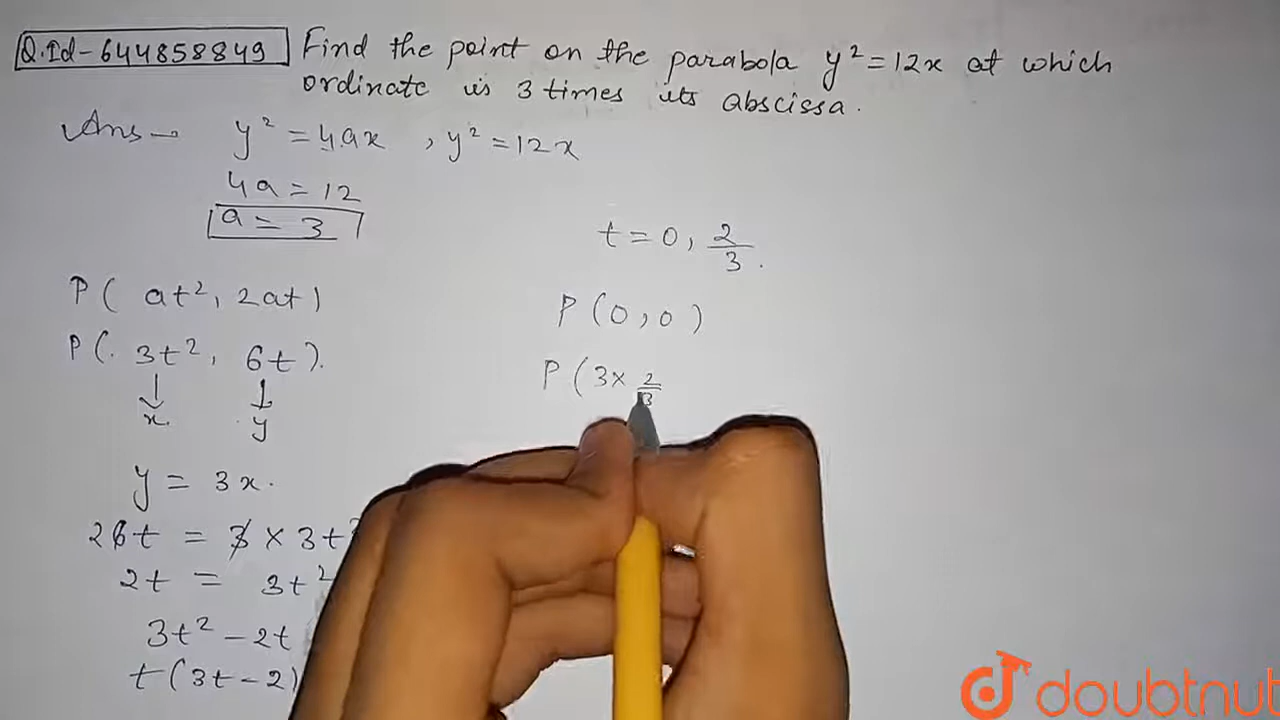 Q.Id-644858849 Find the point on the parabola y² = 12x at which
ordinate is 3 times its abscissa.
Ans → y² = 4ax , y² = 12x
4a = 12
a = 3
P( at², 2at)
P(. 3t², 6t).
x. y
y = 3x.
26t = 3 × 3t
2t = 3t²
3t² - 2t
t(3t-2)
t = 0, 2/3.
P (0,0)
P (3× 2/3
doubtnut